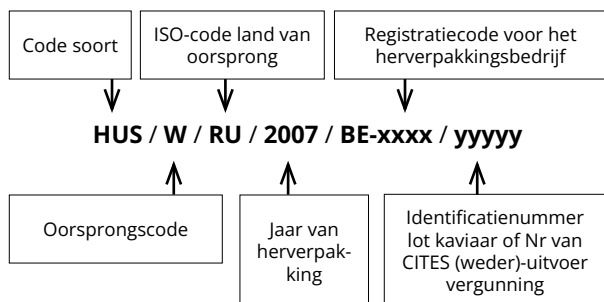 Code soort
ISO-code land van
oorsprong
Registratiecode voor het
herverpakkingsbedrijf
HUS / W / RU / 2007 / BE-xxxx / yyyyy
Oorsprongscode
Jaar van
herverpak-
king
Identificatienummer
lot kaviaar of Nr van
CITES (weder)-uitvoer
vergunning